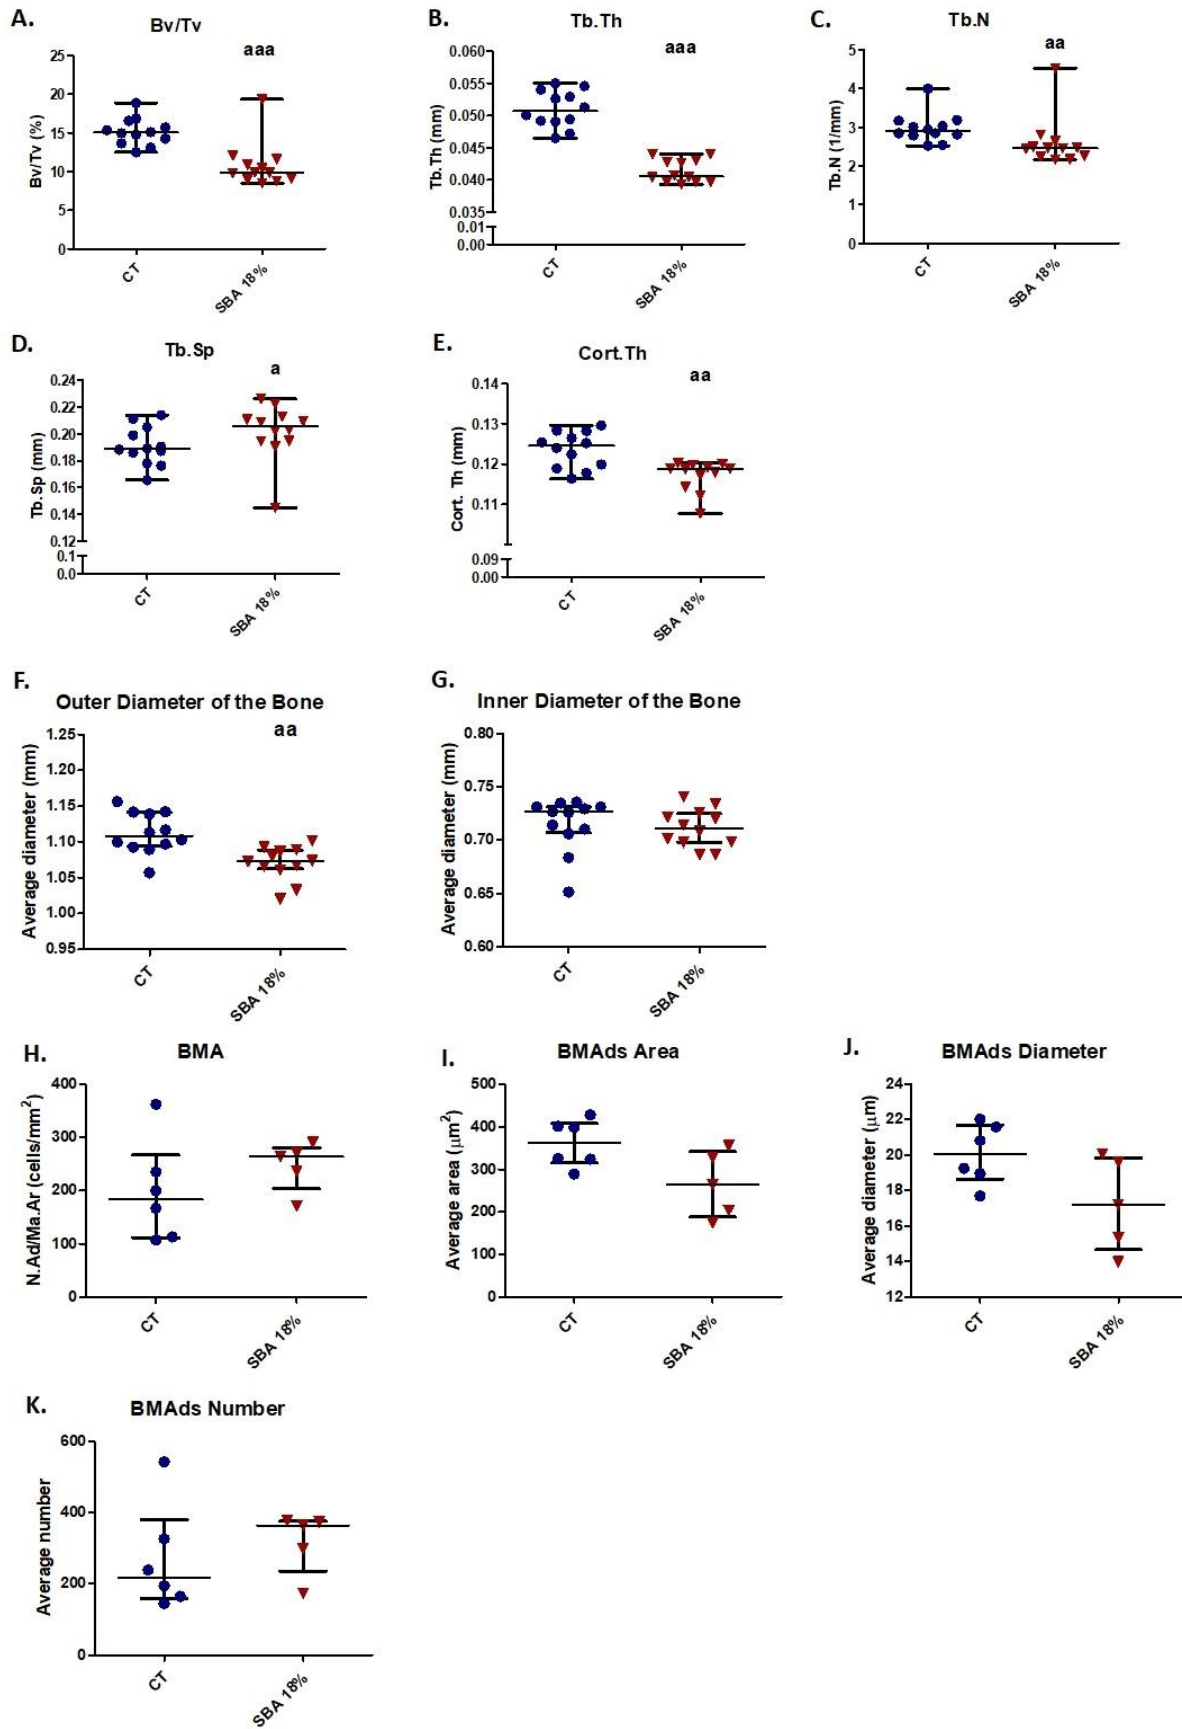 A.
Bv/Tv
aaa
Bv/Tv (%)
25
20
15
10
5
0
CT
SBA 18%
B.
Tb.Th
aaa
Tb.Th (mm)
0.060
0.055
0.050
0.045
0.040
0.035
0.01
0.00
CT
SBA 18%
C.
Tb.N
aa
Tb.N (1/mm)
5
4
3
2
1
0
CT
SBA 18%
D.
Tb.Sp
a
Tb.Sp (mm)
0.24
0.22
0.20
0.18
0.16
0.14
0.12
0.1
0.0
CT
SBA 18%
E.
Cort.Th
aa
Cort. Th (mm)
0.14
0.13
0.12
0.11
0.09
0.00
CT
SBA 18%
F.
Outer Diameter of the Bone
aa
Average diameter (mm)
1.25
1.20
1.15
1.10
1.05
1.00
0.95
CT
SBA 18%
G.
Inner Diameter of the Bone
Average diameter (mm)
0.80
0.75
0.70
0.65
0.60
CT
SBA 18%
H.
BMA
N.Ad/Ma.Ar (cells/mm²)
400
300
200
100
0
CT
SBA 18%
I.
BMAds Area
Average area (μm²)
500
400
300
200
100
0
CT
SBA 18%
J.
BMAds Diameter
Average diameter (μm)
24
22
20
18
16
14
12
CT
SBA 18%
K.
BMAds Number
Average number
600
400
200
0
CT
SBA 18%